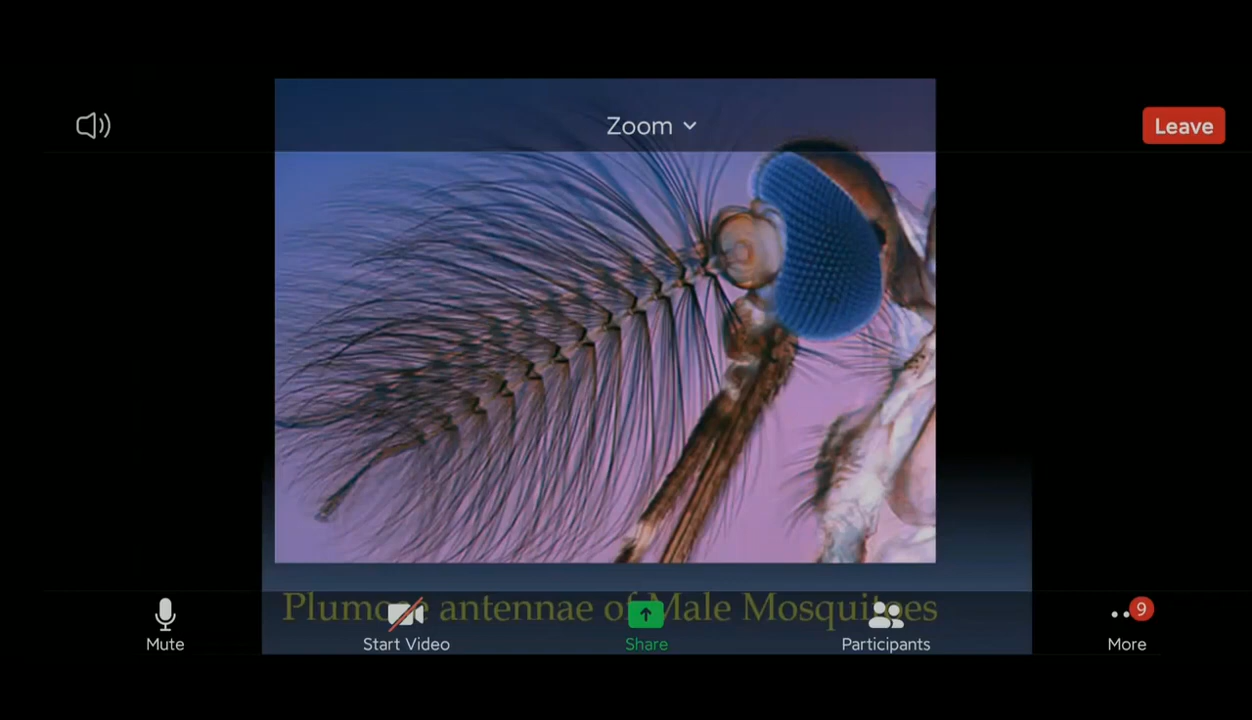 Zoom
Leave
Plumose antennae of Male Mosquitoes
9
Mute
Start Video
Share
Participants
More